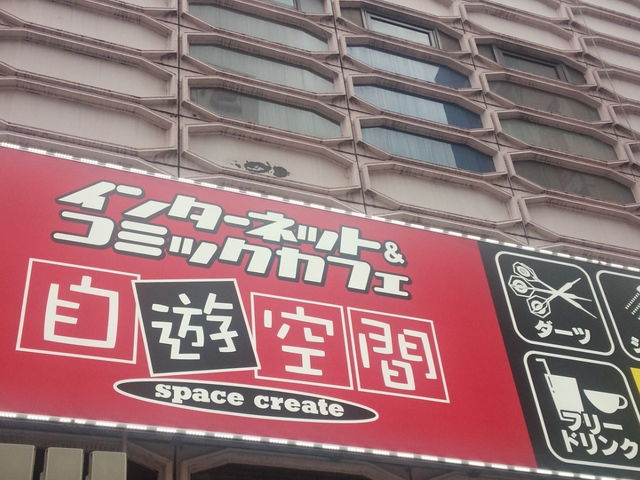 インターネット&
コミックカフェ
自遊空間
space create
ダーツ
フリー
ドリンク